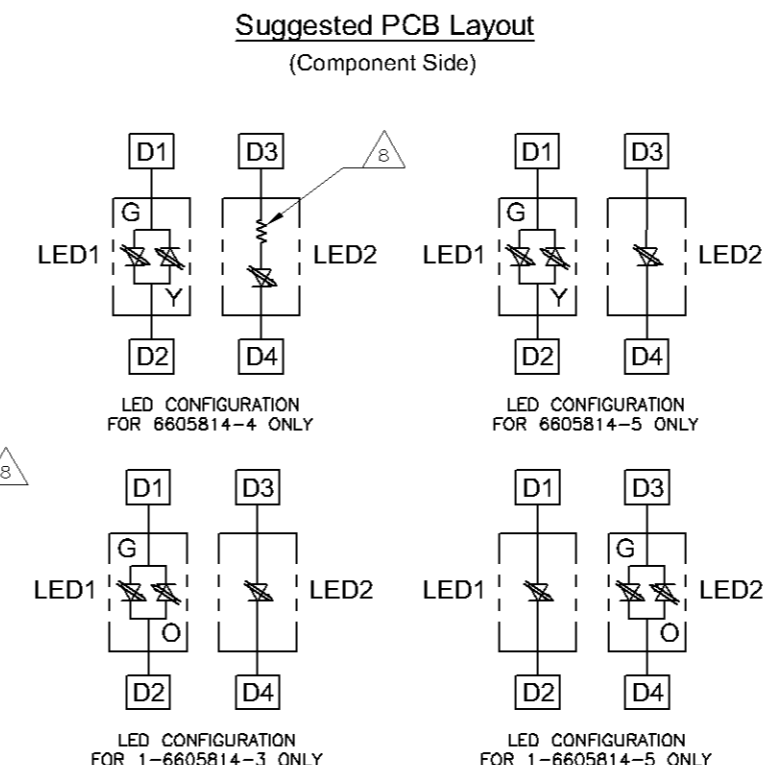 Suggested PCB Layout
(Component Side)
D1 D3 8 D1 D3
G G
LED1 LED2 LED1 LED2
Y Y
D2 D4 D2 D4
LED CONFIGURATION
FOR 6605814-4 ONLY
LED CONFIGURATION
FOR 6605814-5 ONLY
8
D1 D3 D1 D3
G G
LED1 LED2 LED1 LED2
O O
D2 D4 D2 D4
LED CONFIGURATION
FOR 1-6605814-3 ONLY
LED CONFIGURATION
FOR 1-6605814-5 ONLY